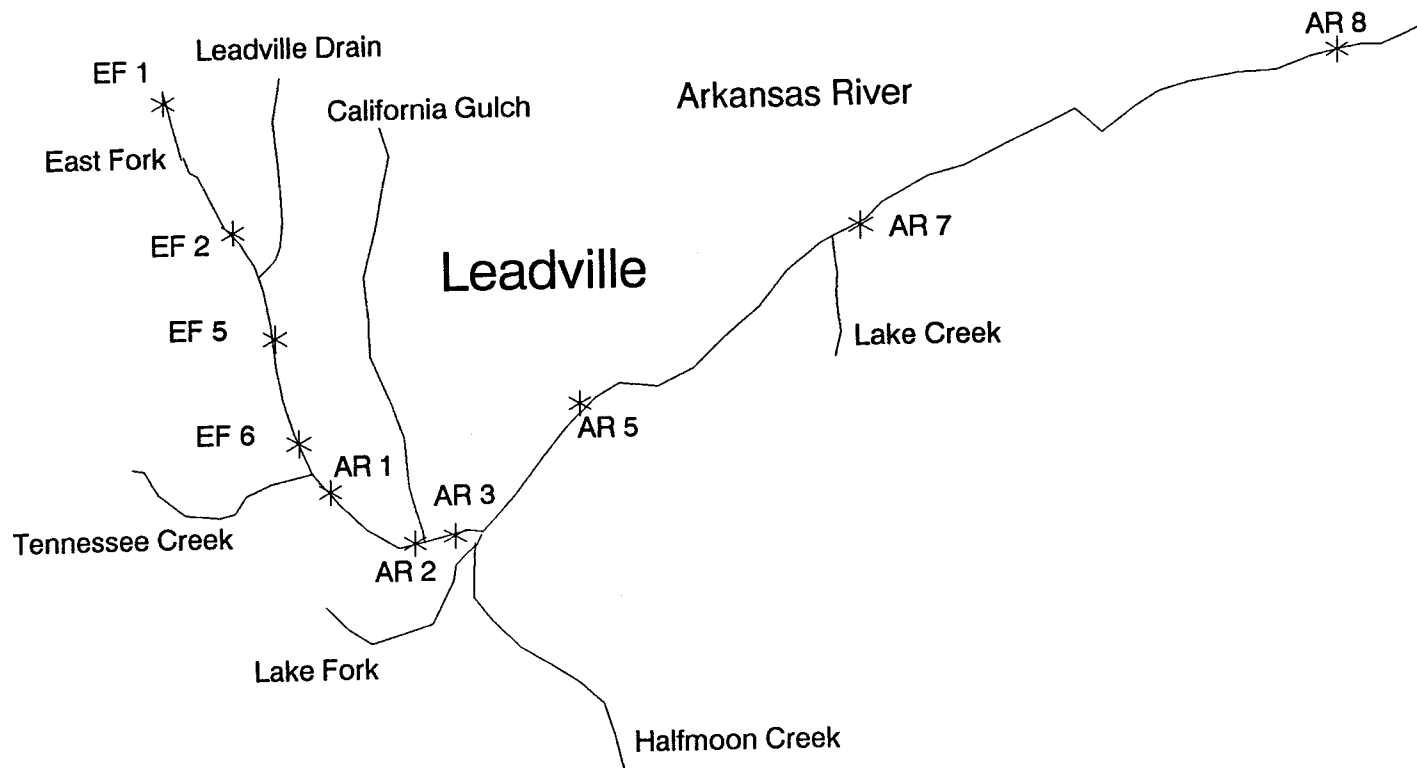 AR 8
Leadville Drain
EF 1
Arkansas River
California Gulch
East Fork
EF 2
AR 7
Leadville
EF 5
Lake Creek
AR 5
EF 6
AR 1
AR 3
Tennessee Creek
AR 2
Lake Fork
Halfmoon Creek